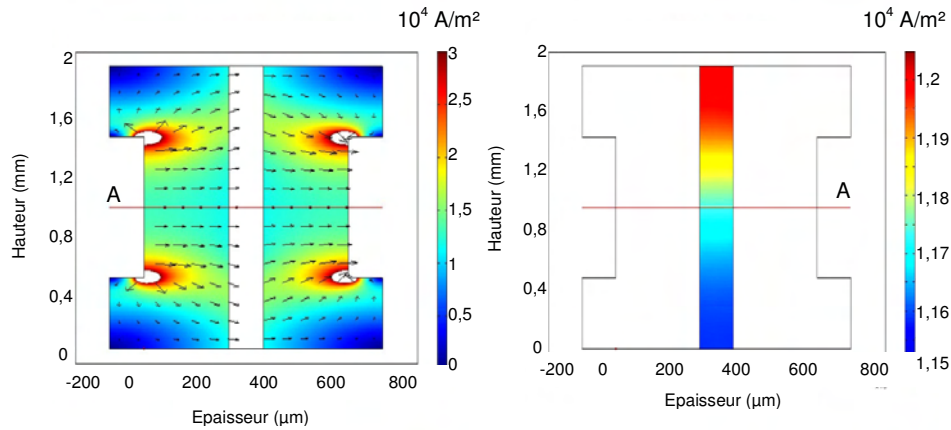 10⁴ A/m²
2
1,6
1,2
0,8
0.4
0
Hauteur (mm)
A
-200 0 200 400 600 800
Epaisseur (µm)
3
2,5
2
1,5
1
0,5
0
10⁴ A/m²
2
1.6
1.2
0,8
0.4
0
Hauteur (mm)
A
-200 0 200 400 600 800
Epaisseur (µm)
1,2
1,19
1,18
1,17
1,16
1,15